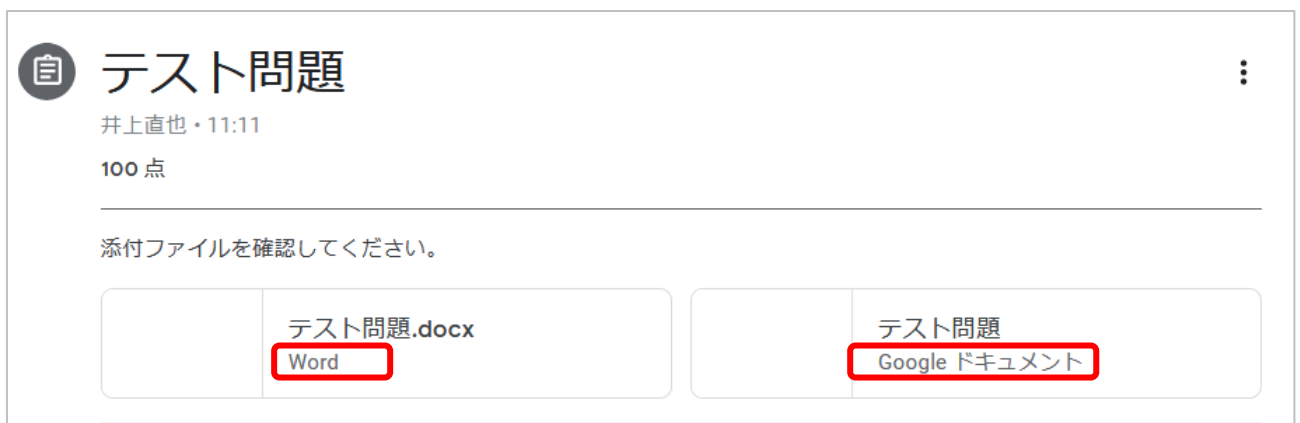 テスト問題
井上直也・11:11
100 点
添付ファイルを確認してください。
テスト問題.docx
Word
テスト問題
Google ドキュメント